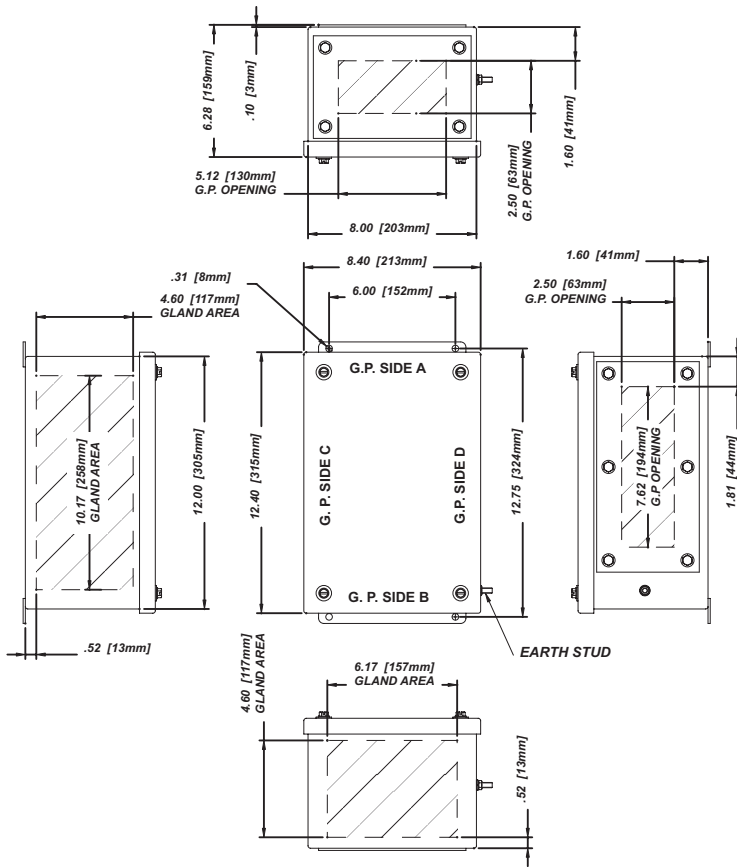 6.28 [159mm]
.10 [3mm]
1.60 [41mm]
2.50 [63mm]
G.P. OPENING
5.12 [130mm]
G.P. OPENING
8.00 [203mm]
8.40 [213mm]
6.00 [152mm]
.31 [8mm]
4.60 [117mm]
GLAND AREA
1.60 [41mm]
2.50 [63mm]
G.P. OPENING
G.P. SIDE A
G. P. SIDE C
G.P. SIDE D
G. P. SIDE B
10.17 [258mm]
GLAND AREA
12.00 [305mm]
12.40 [315mm]
12.75 [324mm]
7.62 [194mm]
G.P OPENING
1.81 [44mm]
.52 [13mm]
EARTH STUD
4.60 [117mm]
GLAND AREA
6.17 [157mm]
GLAND AREA
.52 [13mm]